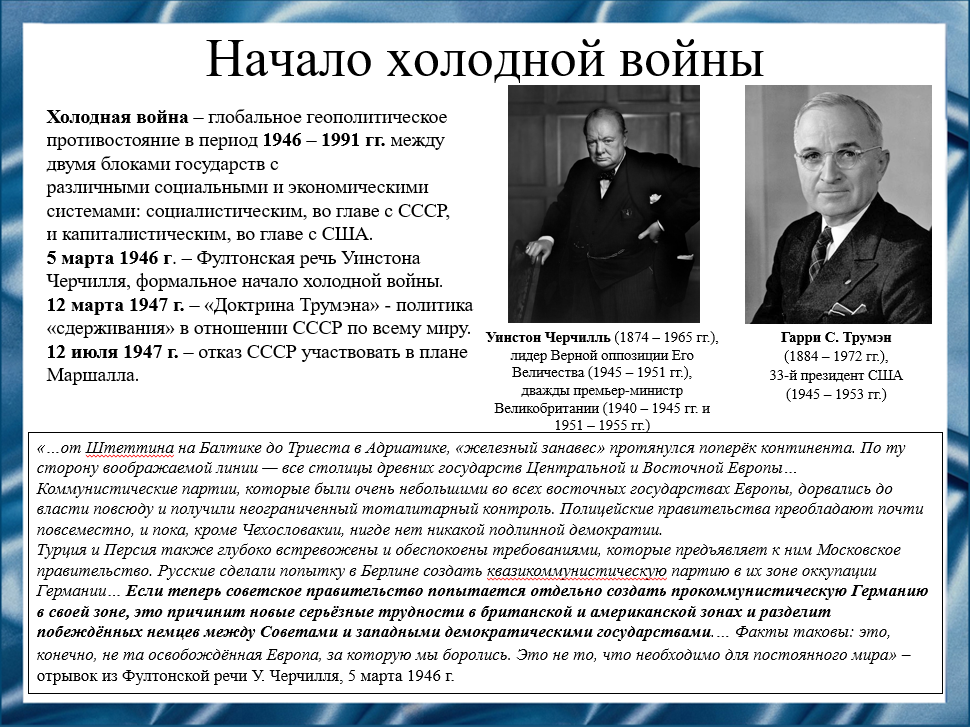 Начало холодной войны
Холодная война – глобальное геополитическое
противостояние в период 1946 – 1991 гг. между
двумя блоками государств с
различными социальными и экономическими
системами: социалистическим, во главе с СССР,
и капиталистическим, во главе с США.
5 марта 1946 г. – Фултонская речь Уинстона
Черчилля, формальное начало холодной войны.
12 марта 1947 г. – «Доктрина Трумэна» - политика
«сдерживания» в отношении СССР по всему миру.
12 июля 1947 г. – отказ СССР участвовать в плане
Маршалла.
Уинстон Черчилль (1874 – 1965 гг.),
лидер Верной оппозиции Его
Величества (1945 – 1951 гг.),
дважды премьер-министр
Великобритании (1940 – 1945 гг. и
1951 – 1955 гг.)
Гарри С. Трумэн
(1884 – 1972 гг.),
33-й президент США
(1945 – 1953 гг.)
«…от Штеттина на Балтике до Триеста в Адриатике, «железный занавес» протянулся поперёк континента. По ту
сторону воображаемой линии — все столицы древних государств Центральной и Восточной Европы…
Коммунистические партии, которые были очень небольшими во всех восточных государствах Европы, дорвались до
власти повсюду и получили неограниченный тоталитарный контроль. Полицейские правительства преобладают почти
повсеместно, и пока, кроме Чехословакии, нигде нет никакой подлинной демократии.
Турция и Персия также глубоко встревожены и обеспокоены требованиями, которые предъявляет к ним Московское
правительство. Русские сделали попытку в Берлине создать квазикоммунистическую партию в их зоне оккупации
Германии… Если теперь советское правительство попытается отдельно создать прокоммунистическую Германию
в своей зоне, это причинит новые серьёзные трудности в британской и американской зонах и разделит
побеждённых немцев между Советами и западными демократическими государствами.… Факты таковы: это,
конечно, не та освобождённая Европа, за которую мы боролись. Это не то, что необходимо для постоянного мира» –
отрывок из Фултонской речи У. Черчилля, 5 марта 1946 г.